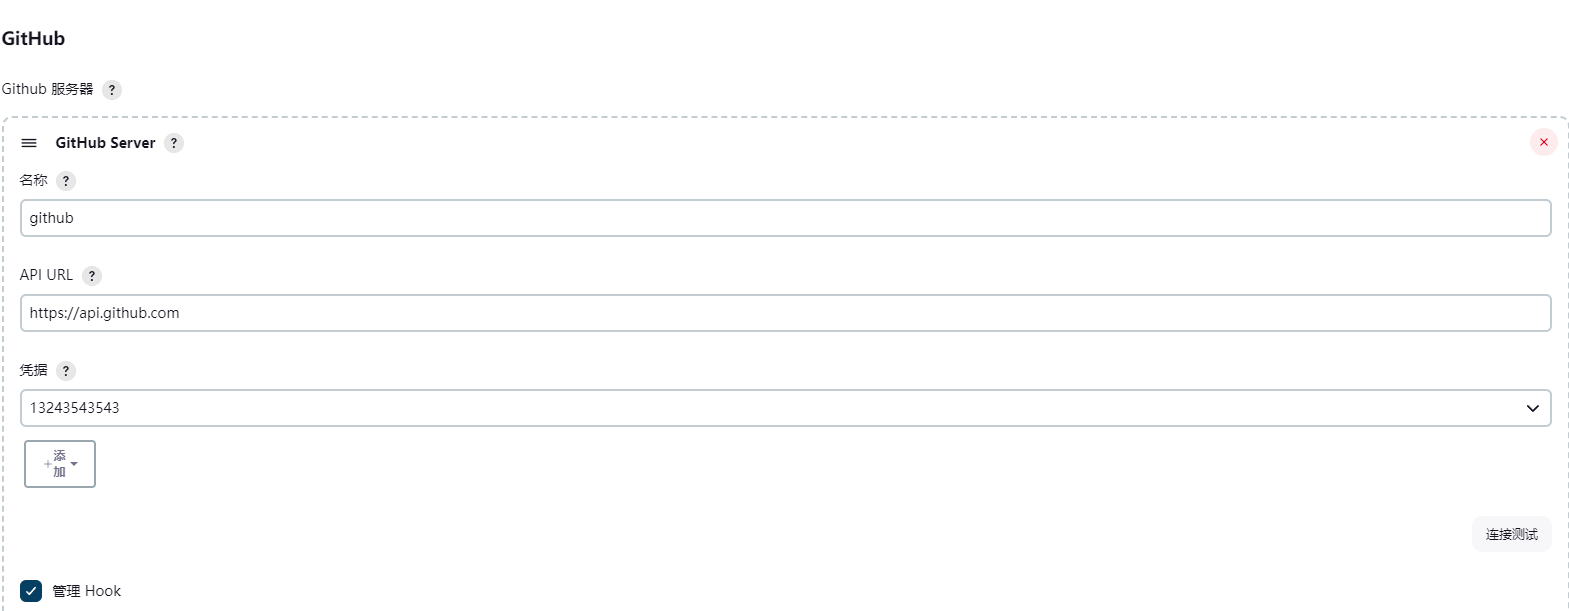 GitHub
Github 服务器 ?
GitHub Server ?
名称 ?
github
API URL ?
https://api.github.com
凭据 ?
13243543543
+添
加
连接测试
管理 Hook